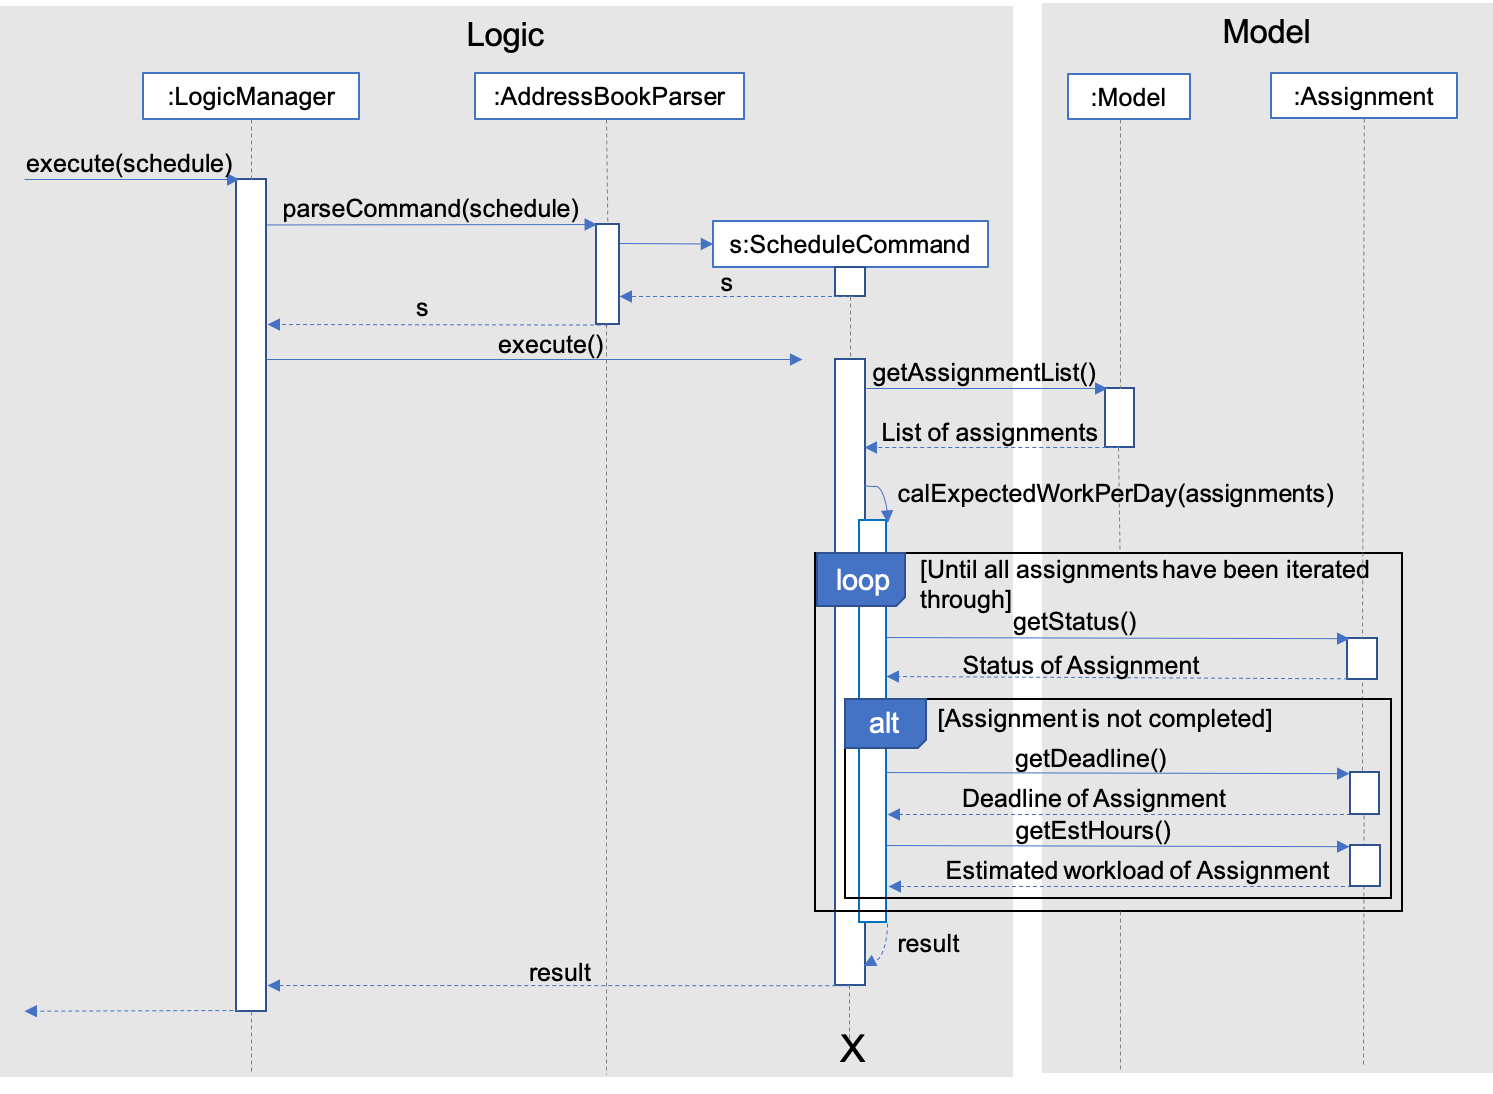 Logic
Model
:LogicManager
:AddressBookParser
:Model
:Assignment
execute(schedule)
parseCommand(schedule)
s:ScheduleCommand
s
s
execute()
getAssignmentList()
List of assignments
calExpectedWorkPerDay(assignments)
loop
[Until all assignments have been iterated
through]
getStatus()
Status of Assignment
alt
[Assignment is not completed]
getDeadline()
Deadline of Assignment
getEstHours()
Estimated workload of Assignment
result
result
X